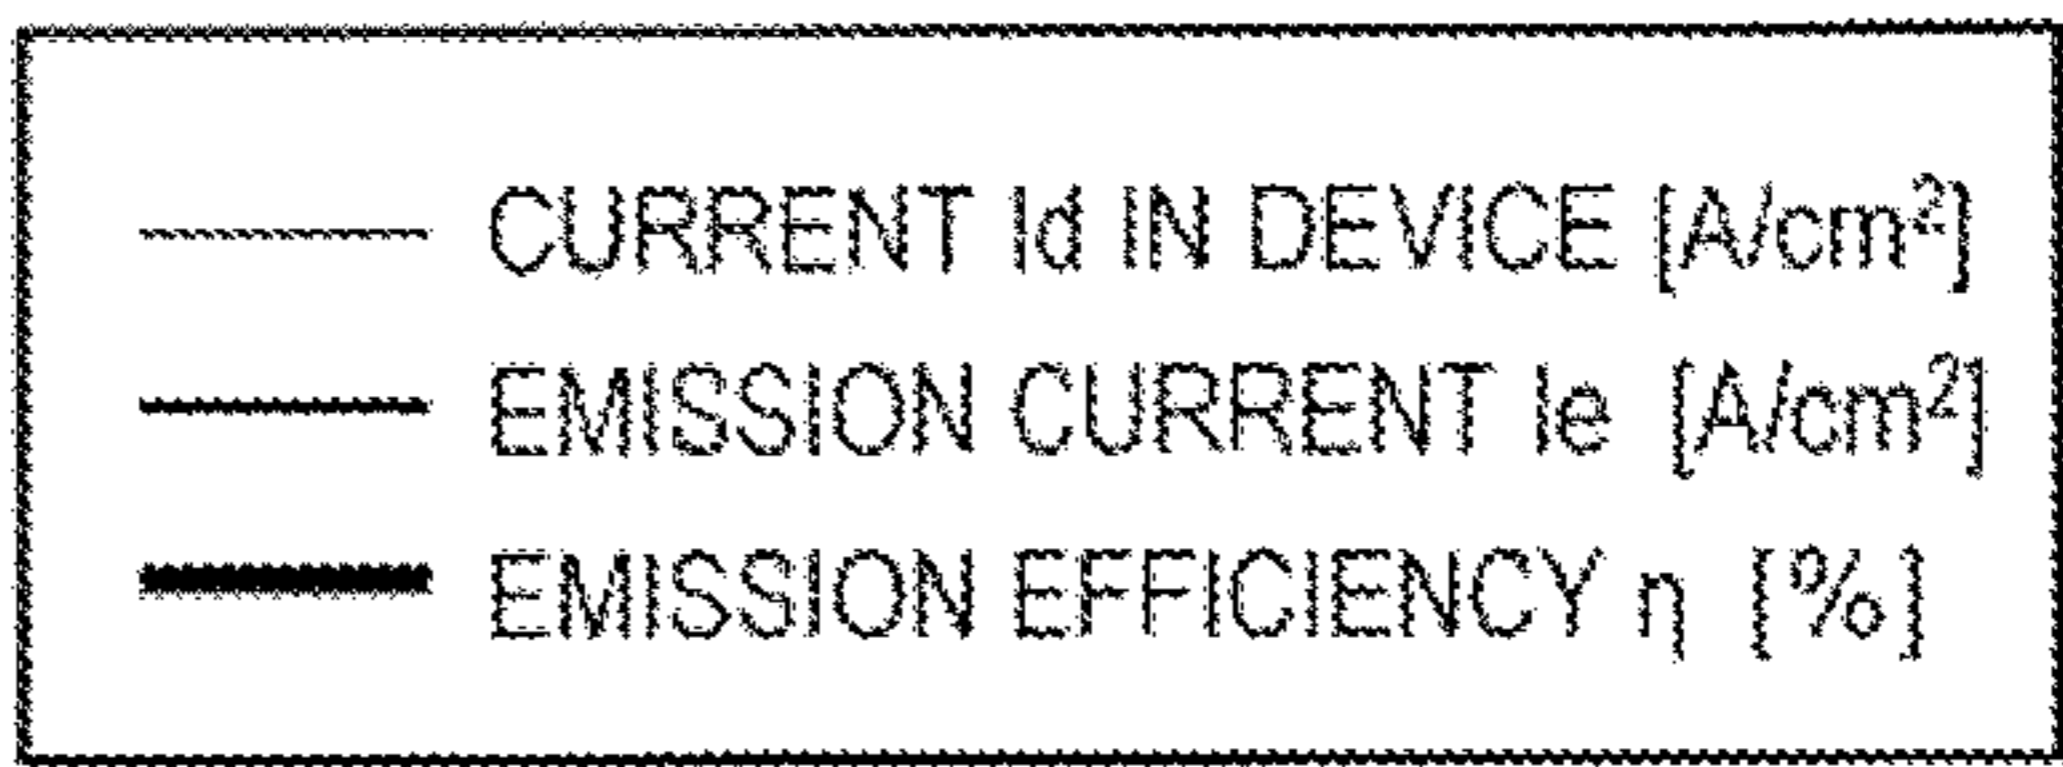 CURRENT Id IN DEVICE [A/cm²]
EMISSION CURRENT Ie [A/cm²]
EMISSION EFFICIENCY η [%]